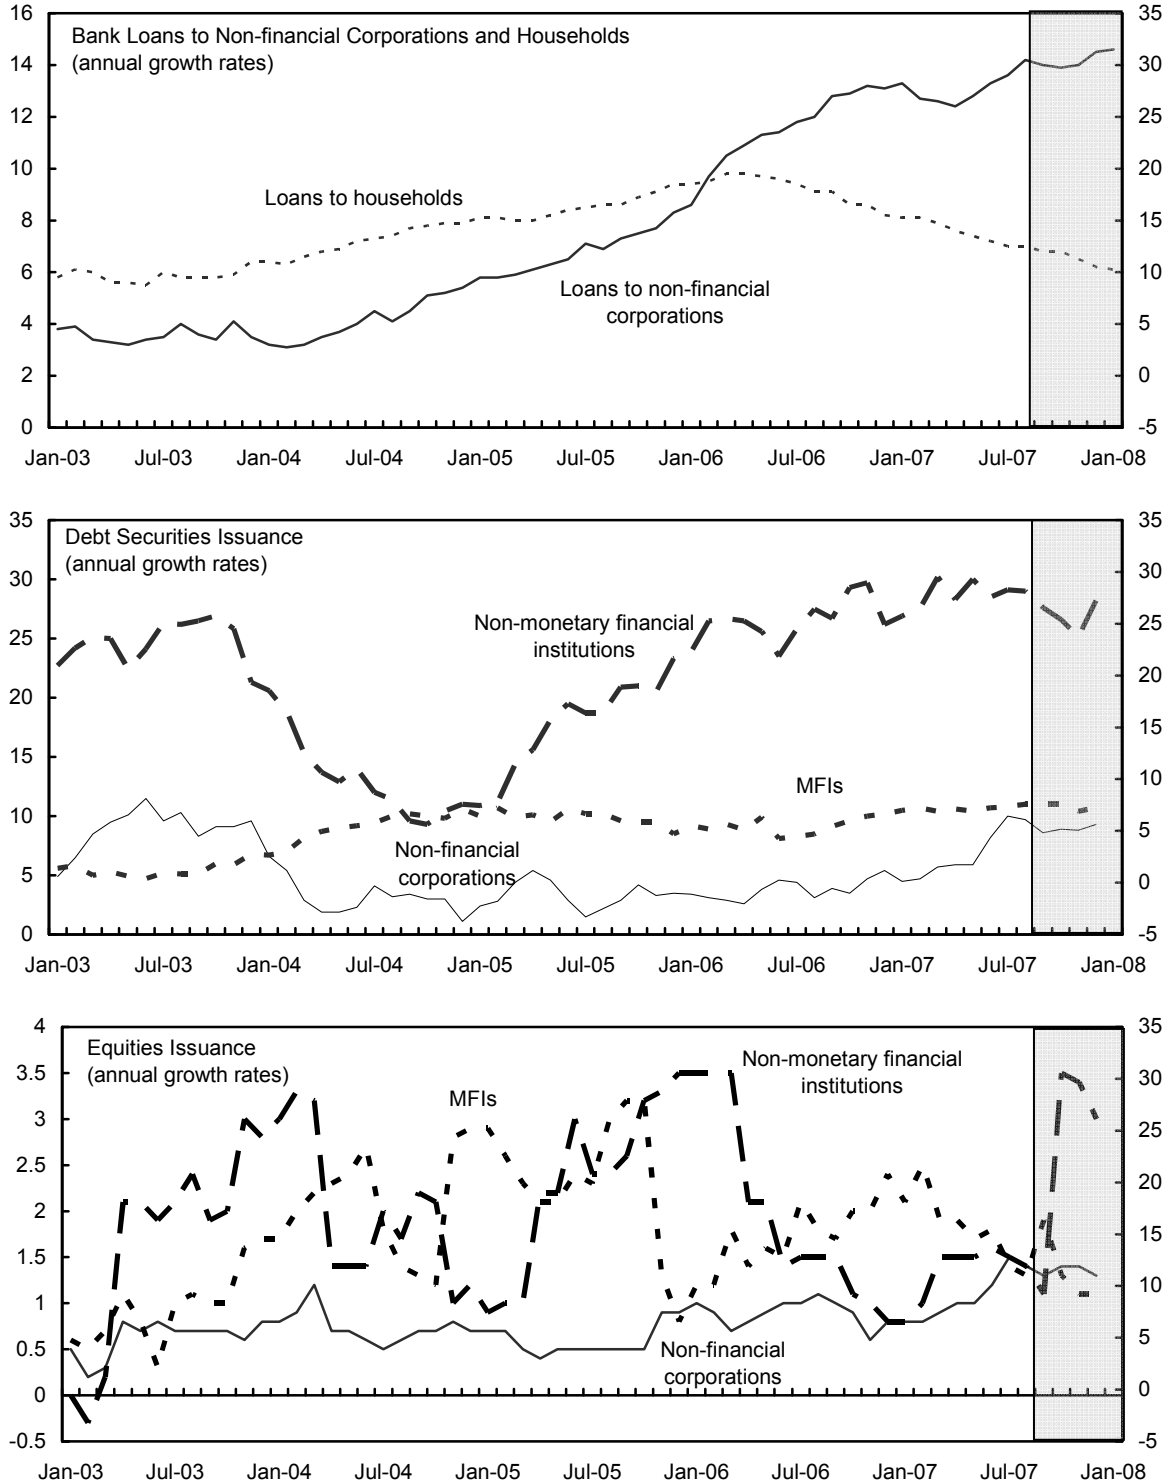 Bank Loans to Non-financial Corporations and Households
(annual growth rates)
16
14
12
10
8
6
4
2
0
35
30
25
20
15
10
5
0
-5
Loans to households
Loans to non-financial
corporations
Jan-03 Jul-03 Jan-04 Jul-04 Jan-05 Jul-05 Jan-06 Jul-06 Jan-07 Jul-07 Jan-08
Debt Securities Issuance
(annual growth rates)
35
30
25
20
15
10
5
0
35
30
25
20
15
10
5
0
-5
Non-monetary financial
institutions
MFIs
Non-financial
corporations
Jan-03 Jul-03 Jan-04 Jul-04 Jan-05 Jul-05 Jan-06 Jul-06 Jan-07 Jul-07 Jan-08
Equities Issuance
(annual growth rates)
4
3.5
3
2.5
2
1.5
1
0.5
0
-0.5
35
30
25
20
15
10
5
0
-5
MFIs
Non-monetary financial
institutions
Non-financial
corporations
Jan-03 Jul-03 Jan-04 Jul-04 Jan-05 Jul-05 Jan-06 Jul-06 Jan-07 Jul-07 Jan-08